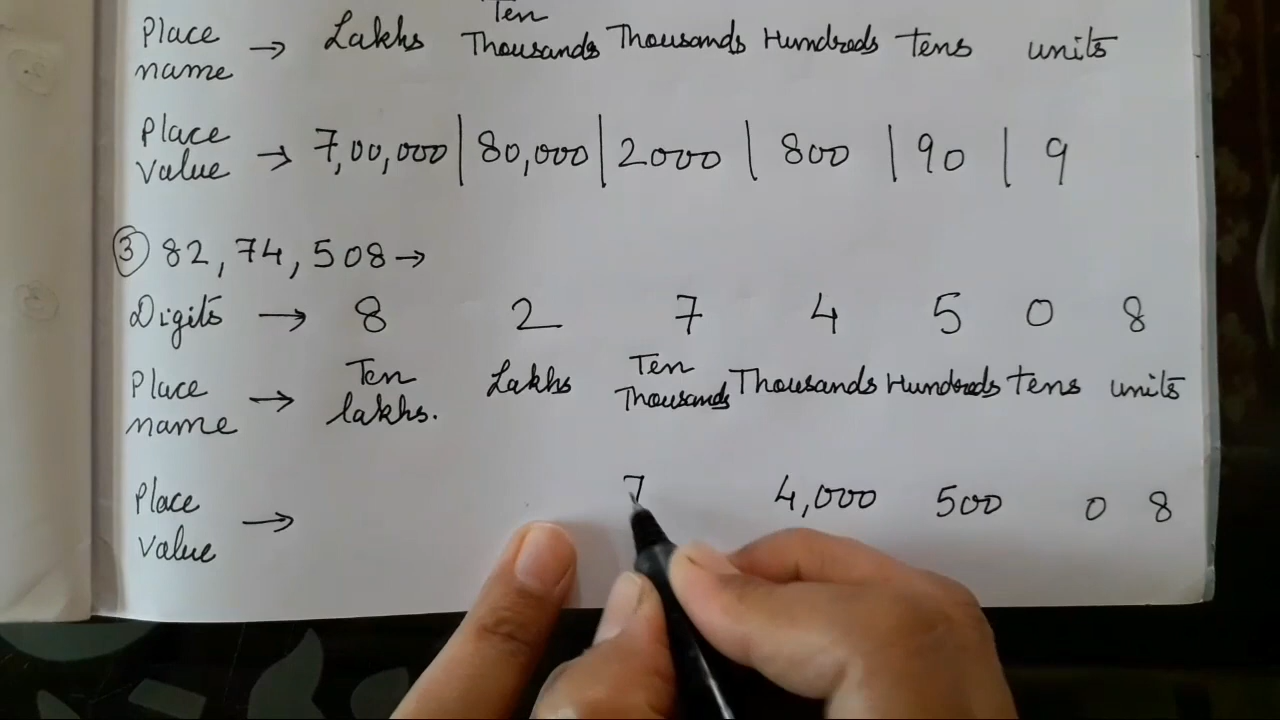 Place name → Lakhs Ten Thousands Thousands Hundreds Tens units
Place value → 7,00,000 | 80,000 | 2000 | 800 | 90 | 9
③ 82,74,508 →
Digits → 8 2 7 4 5 0 8
Place name → Ten lakhs. Lakhs Ten Thousands Thousands Hundreds Tens units
Place value → 7 4,000 500 0 8